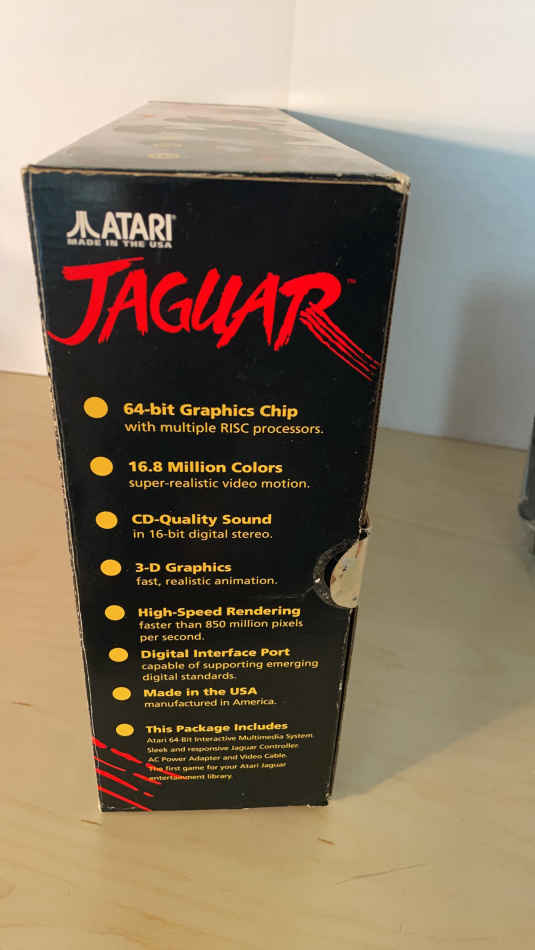 ATARI®
MADE IN THE USA
JAGUAR™
64-bit Graphics Chip
with multiple RISC processors.
16.8 Million Colors
super-realistic video motion.
CD-Quality Sound
in 16-bit digital stereo.
3-D Graphics
fast, realistic animation.
High-Speed Rendering
faster than 850 million pixels
per second.
Digital Interface Port
capable of supporting emerging
digital standards.
Made in the USA
manufactured in America.
This Package Includes
Atari 64-Bit Interactive Multimedia System.
Sleek and responsive Jaguar Controller.
AC Power Adapter and Video Cable.
The first game for your Atari Jaguar
entertainment library.